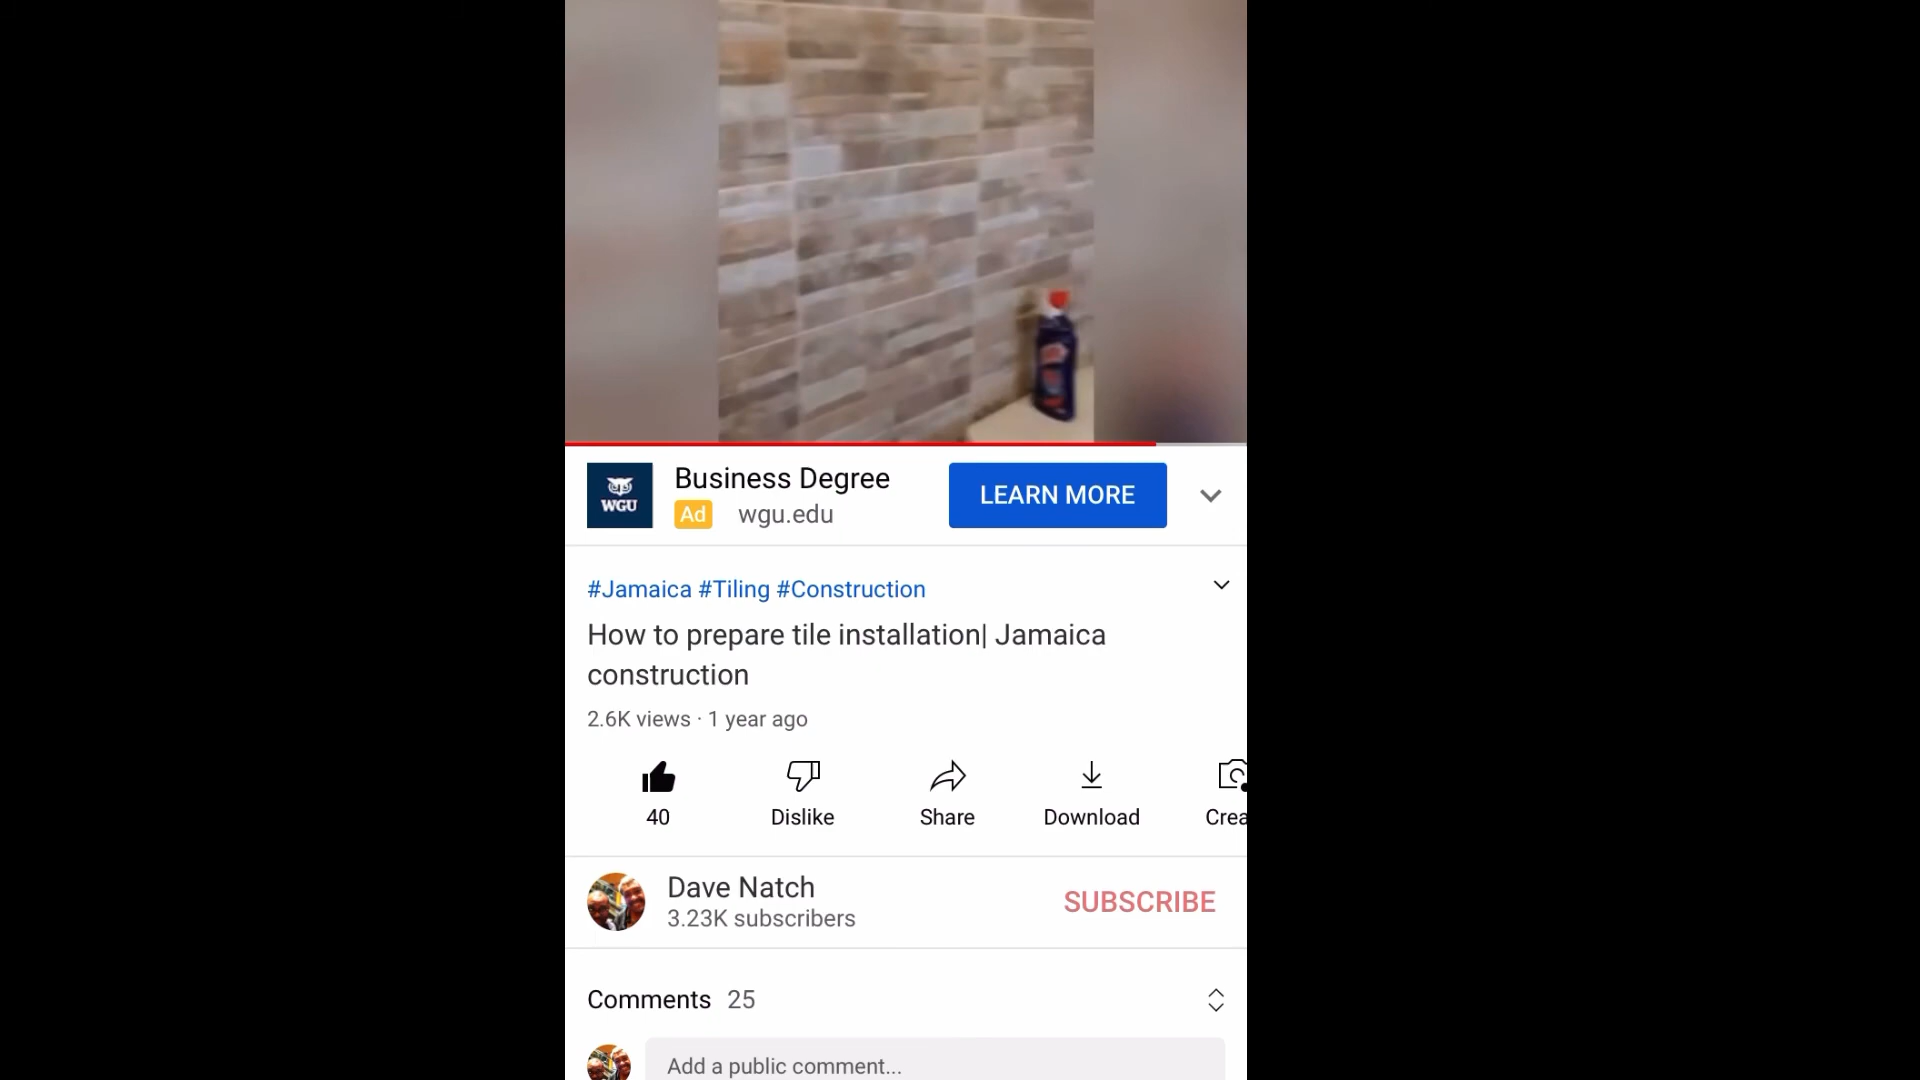 WGU
Business Degree
Ad wgu.edu
LEARN MORE
#Jamaica #Tiling #Construction
How to prepare tile installation| Jamaica
construction
2.6K views · 1 year ago
40
Dislike
Share
Download
Crea
Dave Natch
3.23K subscribers
SUBSCRIBE
Comments 25
Add a public comment...